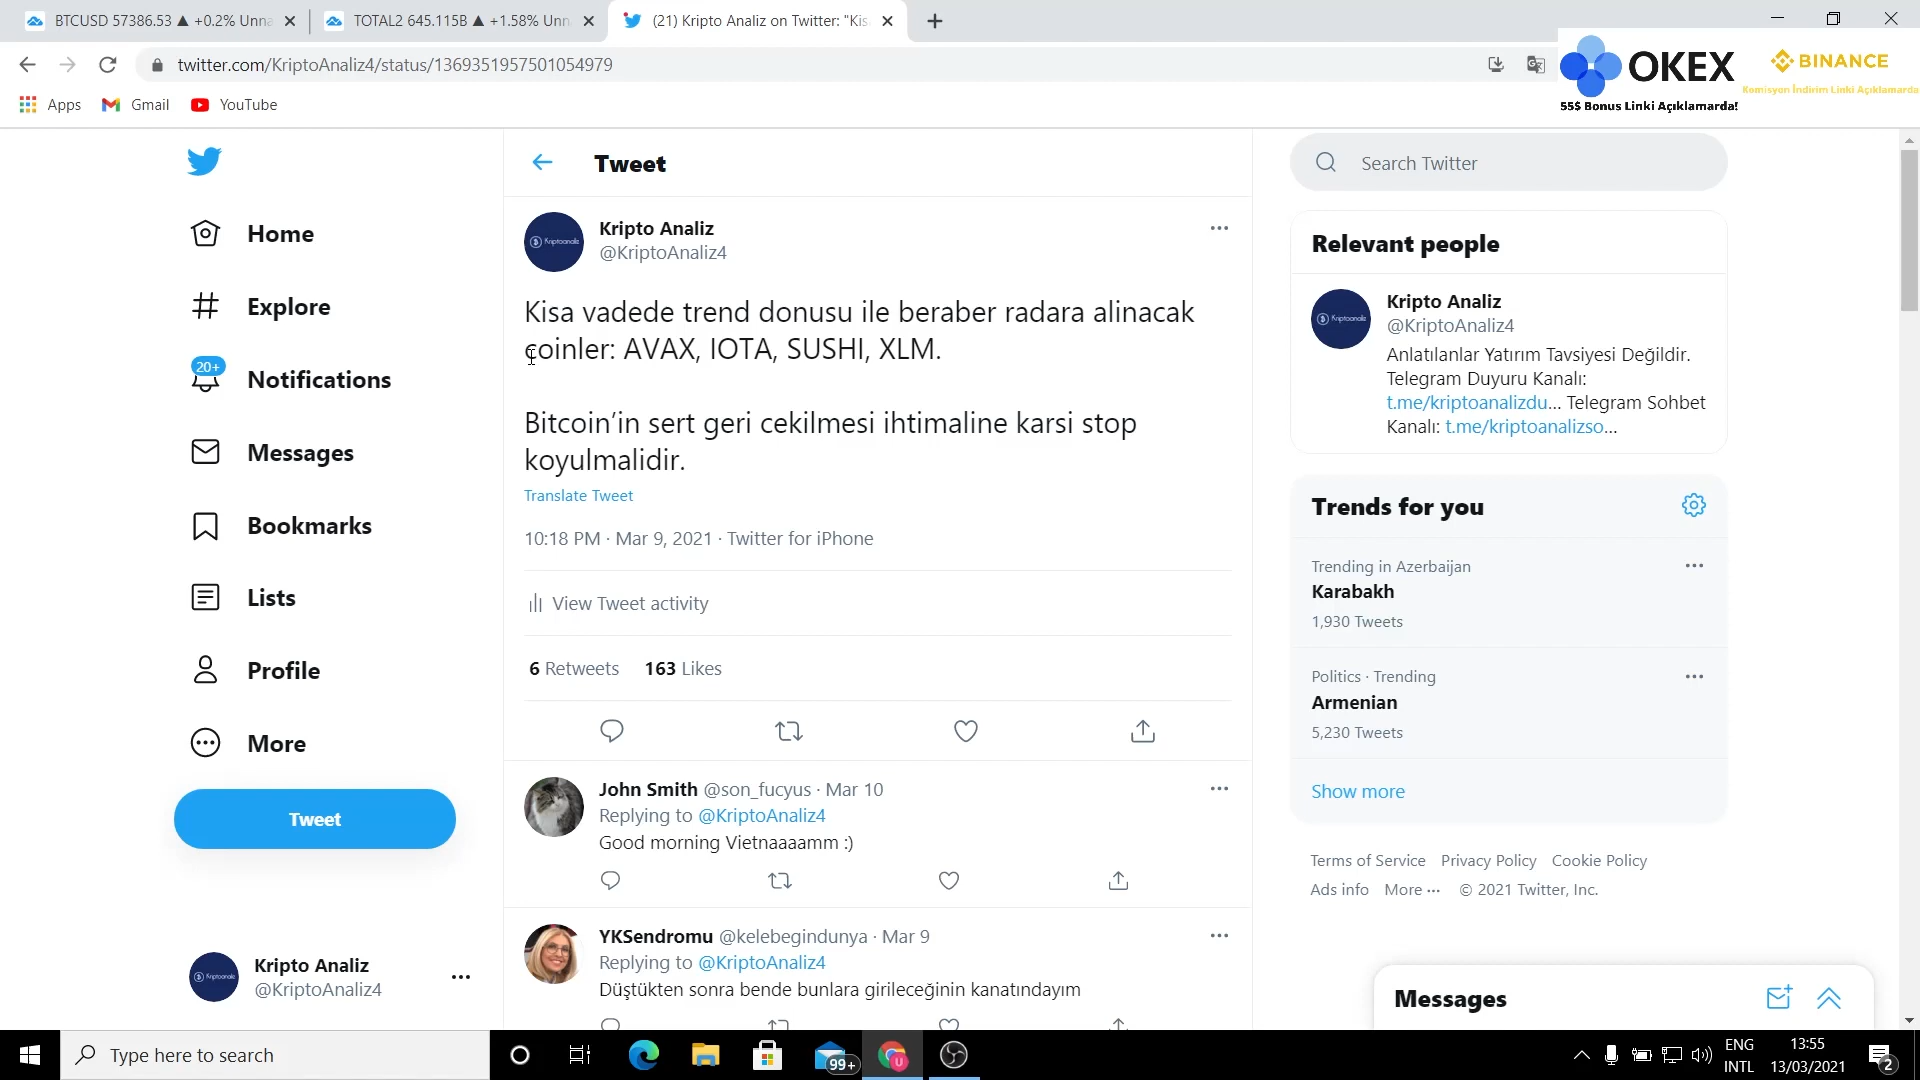 BTCUSD 57386.53 ▲ +0.2% Unna
TOTAL2 645.115B ▲ +1.58% Unn
(21) Kripto Analiz on Twitter: "Kis
twitter.com/KriptoAnaliz4/status/1369351957501054979
OKEX
55$ Bonus Linki Açıklamarda!
BINANCE
Komisyon İndirim Linki Açıklamarda
Apps
Gmail
YouTube
Home
Explore
20+
Notifications
Messages
Bookmarks
Lists
Profile
More
Tweet
Kripto Analiz
@KriptoAnaliz4
Tweet
Kriptoanaliz
Kripto Analiz
@KriptoAnaliz4
Kisa vadede trend donusu ile beraber radara alinacak
coinler: AVAX, IOTA, SUSHI, XLM.
Bitcoin’in sert geri cekilmesi ihtimaline karsi stop
koyulmalidir.
Translate Tweet
10:18 PM · Mar 9, 2021 · Twitter for iPhone
View Tweet activity
6 Retweets 163 Likes
John Smith @son_fucyus · Mar 10
Replying to @KriptoAnaliz4
Good morning Vietnaaaamm :)
YKSendromu @kelebegindunya · Mar 9
Replying to @KriptoAnaliz4
Düştükten sonra bende bunlara girileceğinin kanatındayım
Search Twitter
Relevant people
Kriptoanaliz
Kripto Analiz
@KriptoAnaliz4
Anlatılanlar Yatırım Tavsiyesi Değildir.
Telegram Duyuru Kanalı:
t.me/kriptoanalizdu... Telegram Sohbet
Kanalı: t.me/kriptoanalizso...
Trends for you
Trending in Azerbaijan
Karabakh
1,930 Tweets
Politics · Trending
Armenian
5,230 Tweets
Show more
Terms of Service Privacy Policy Cookie Policy
Ads info More ··· © 2021 Twitter, Inc.
Messages
Type here to search
99+
ENG
INTL
13:55
13/03/2021
2